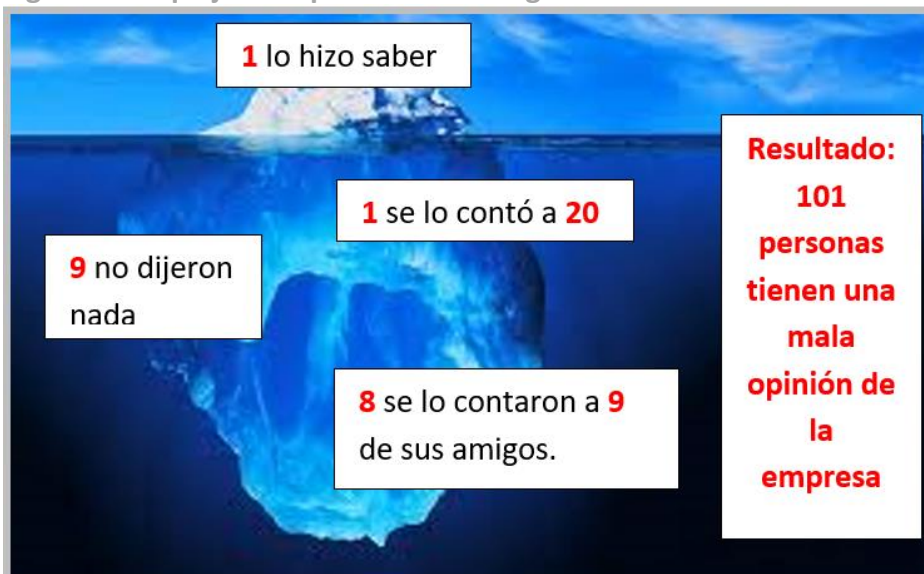 1 lo hizo saber
1 se lo contó a 20
9 no dijeron
nada
8 se lo contaron a 9
de sus amigos.
Resultado:
101
personas
tienen una
mala
opinión de
la
empresa